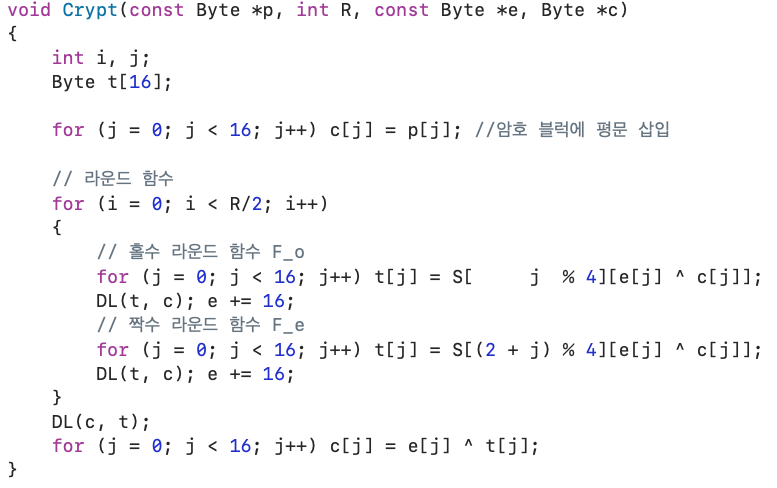 void Crypt(const Byte *p, int R, const Byte *e, Byte *c)
{
    int i, j;
    Byte t[16];

    for (j = 0; j < 16; j++) c[j] = p[j]; //암호 블럭에 평문 삽입

    // 라운드 함수
    for (i = 0; i < R/2; i++)
    {
        // 홀수 라운드 함수 F_o
        for (j = 0; j < 16; j++) t[j] = S[     j  % 4][e[j] ^ c[j]];
        DL(t, c); e += 16;
        // 짝수 라운드 함수 F_e
        for (j = 0; j < 16; j++) t[j] = S[(2 + j) % 4][e[j] ^ c[j]];
        DL(t, c); e += 16;
    }
    DL(c, t);
    for (j = 0; j < 16; j++) c[j] = e[j] ^ t[j];
}